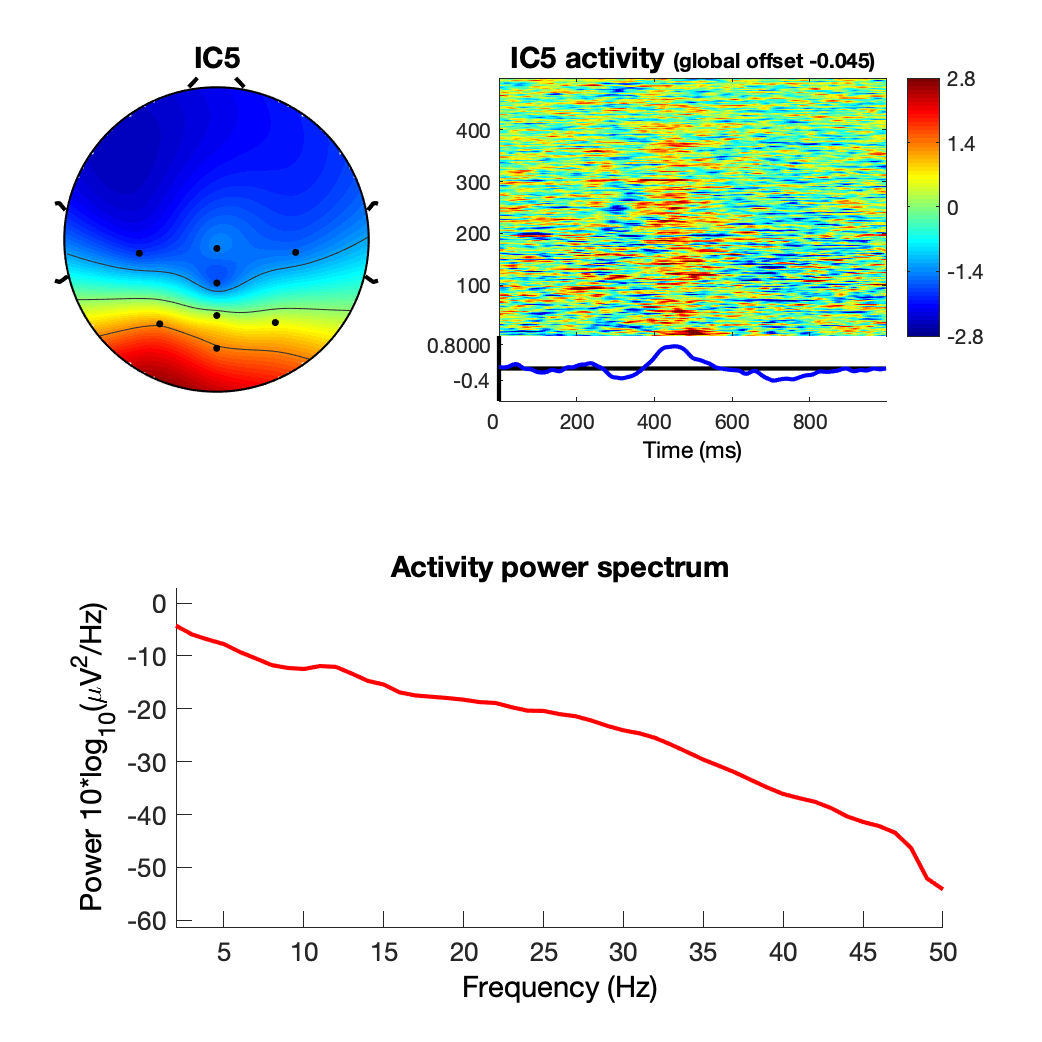 IC5
IC5 activity (global offset -0.045)
400
300
200
100
2.8
1.4
0
-1.4
-2.8
0.8000
-0.4
0 200 400 600 800
Time (ms)
Activity power spectrum
Power 10*log10(μV2/Hz)
0
-10
-20
-30
-40
-50
-60
5 10 15 20 25 30 35 40 45 50
Frequency (Hz)